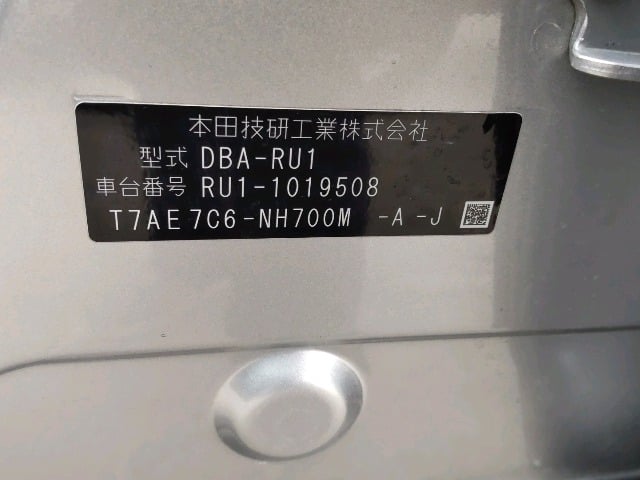 本田技研工業株式会社
型式 DBA-RU1
車台番号 RU1-1019508
T7AE7C6-NH700M -A -J